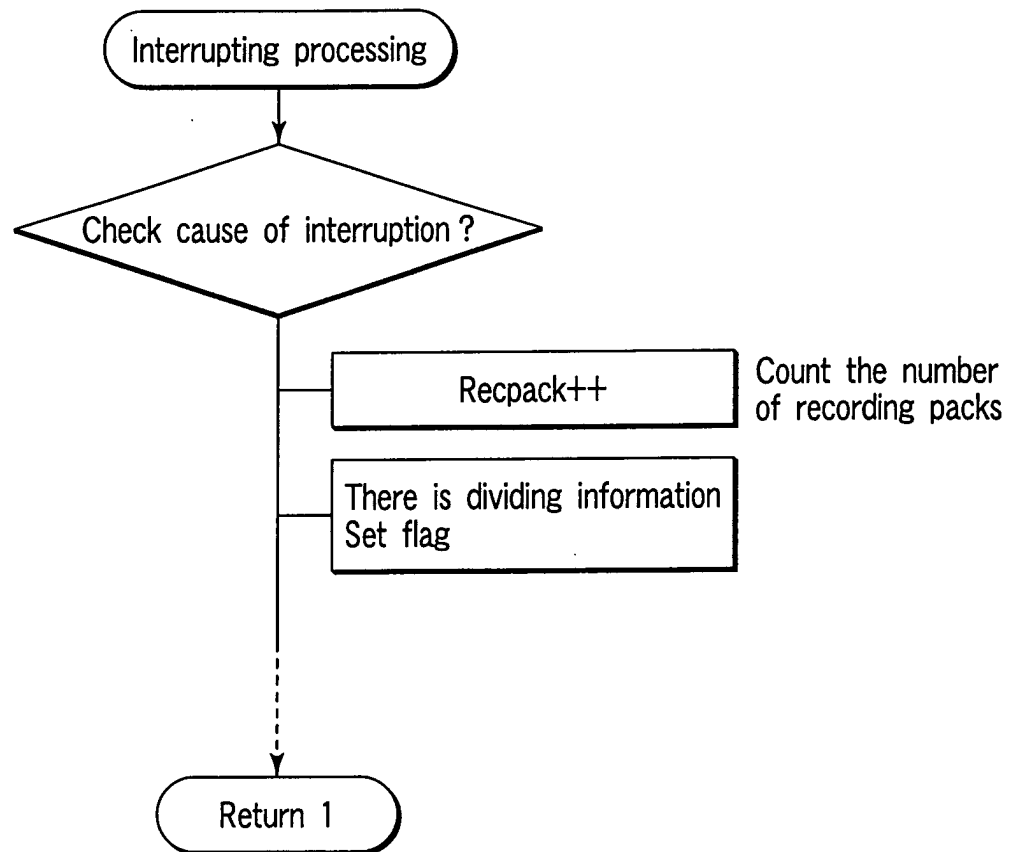 Interrupting processing
Check cause of interruption ?
Recpack++
Count the number
of recording packs
There is dividing information
Set flag
Return 1